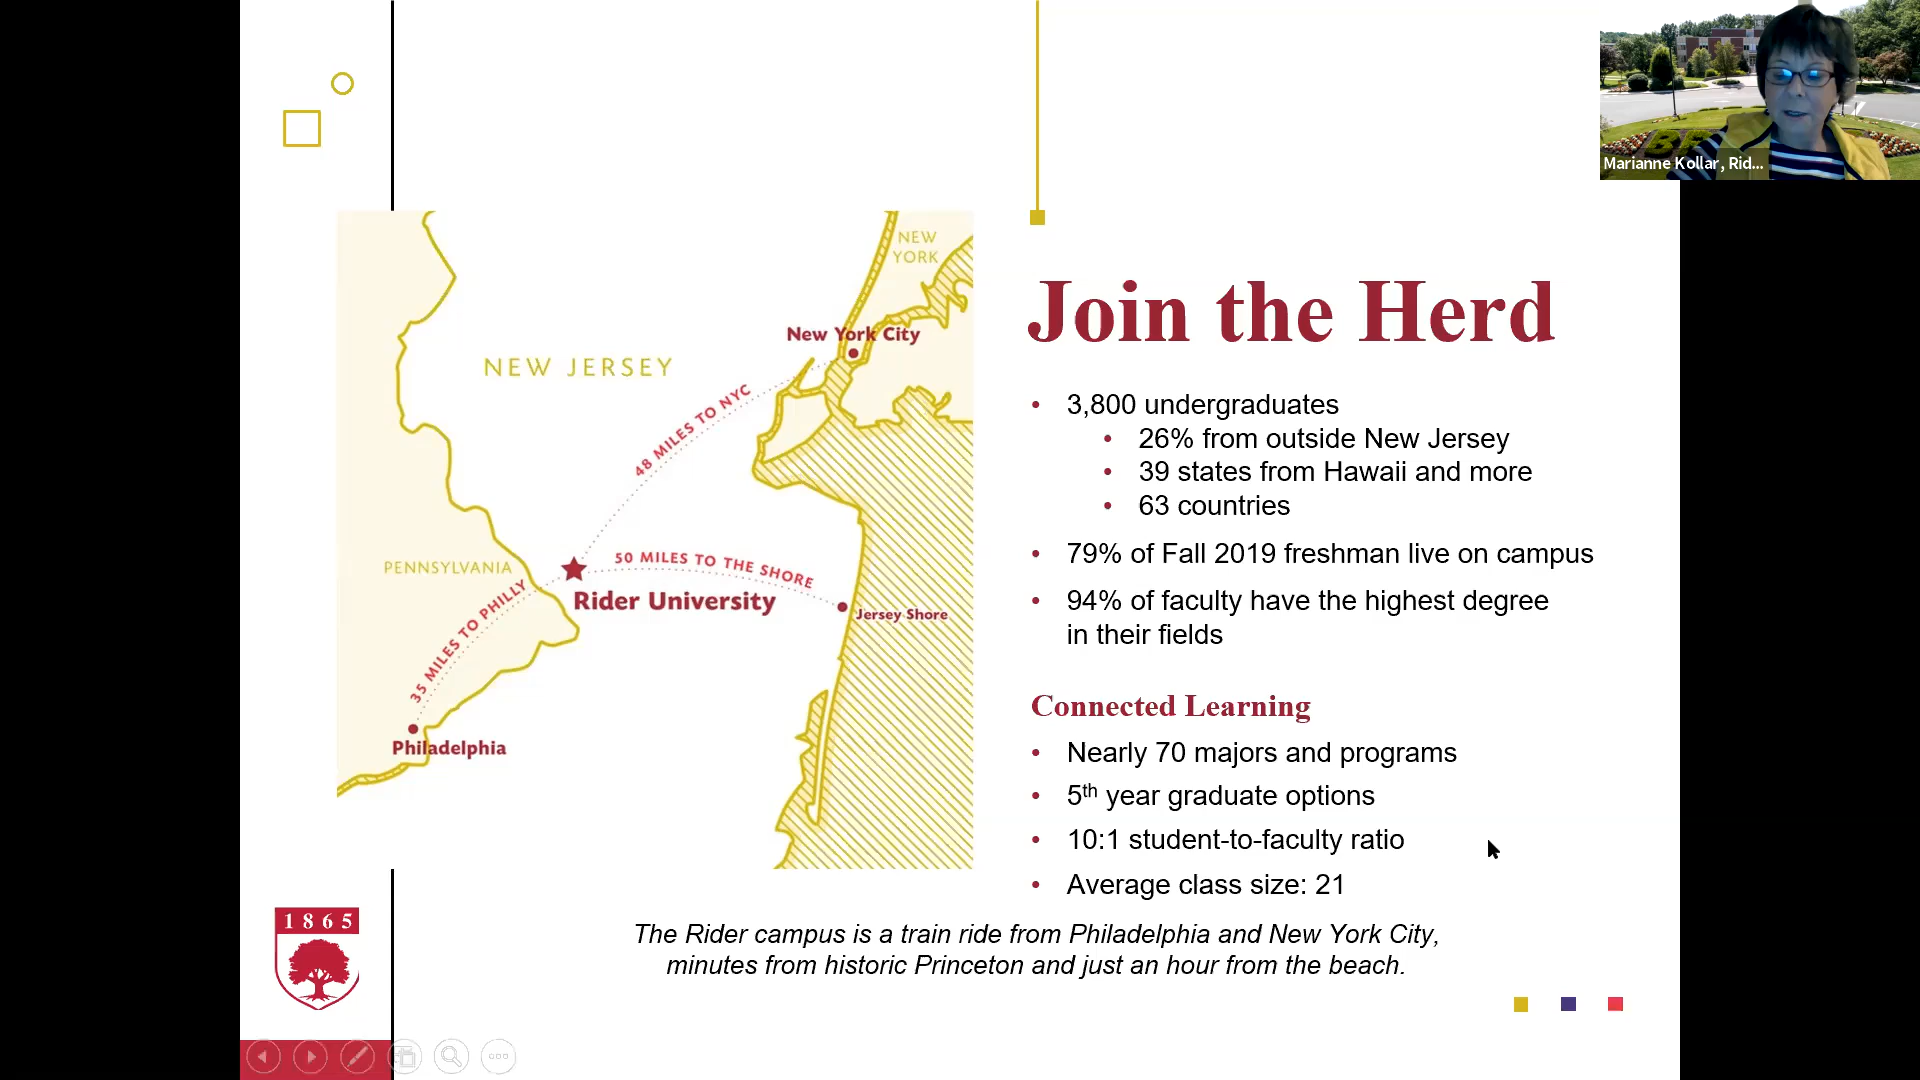 Marianne Kollar, Rid...
NEW
YORK
New York City
NEW JERSEY
48 MILES TO NYC
PENNSYLVANIA
50 MILES TO THE SHORE
Rider University
Jersey Shore
35 MILES TO PHILLY
Philadelphia
Join the Herd
• 3,800 undergraduates
• 26% from outside New Jersey
• 39 states from Hawaii and more
• 63 countries
• 79% of Fall 2019 freshman live on campus
• 94% of faculty have the highest degree
in their fields
Connected Learning
• Nearly 70 majors and programs
• 5th year graduate options
• 10:1 student-to-faculty ratio
• Average class size: 21
The Rider campus is a train ride from Philadelphia and New York City,
minutes from historic Princeton and just an hour from the beach.
1865